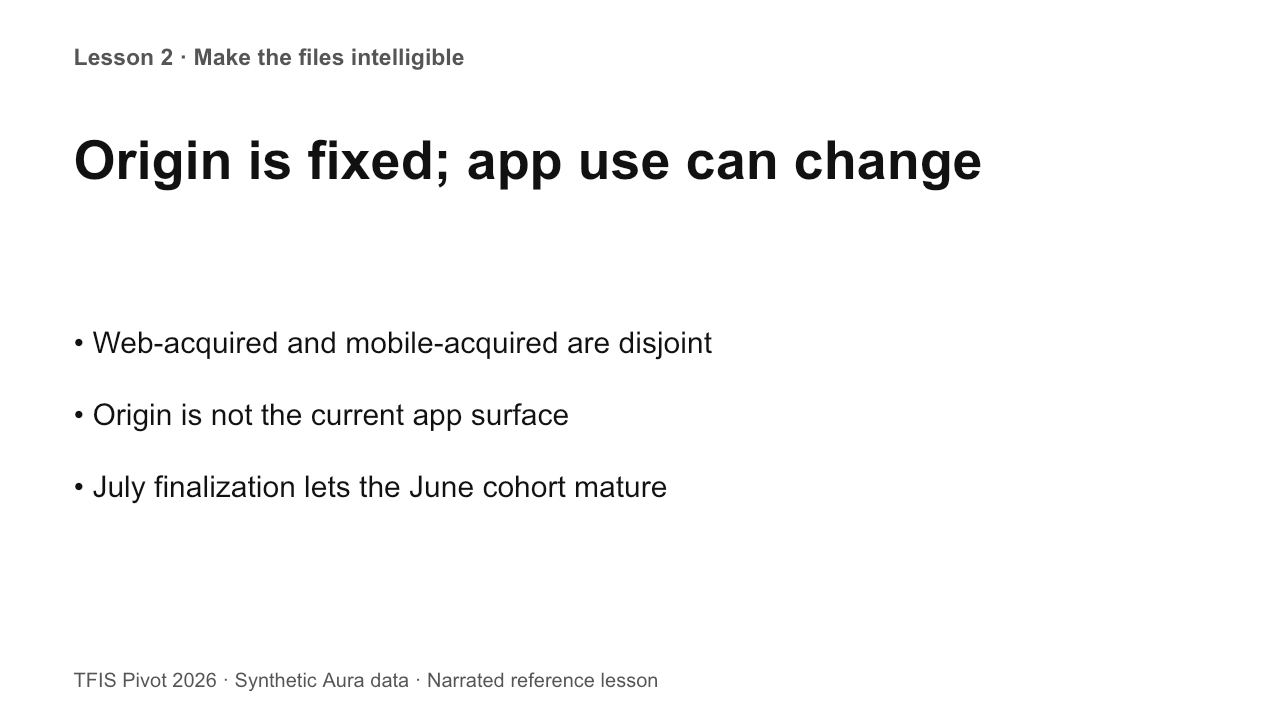 Lesson 2 · Make the files intelligible
Origin is fixed; app use can change
• Web-acquired and mobile-acquired are disjoint
• Origin is not the current app surface
• July finalization lets the June cohort mature
TFIS Pivot 2026 · Synthetic Aura data · Narrated reference lesson